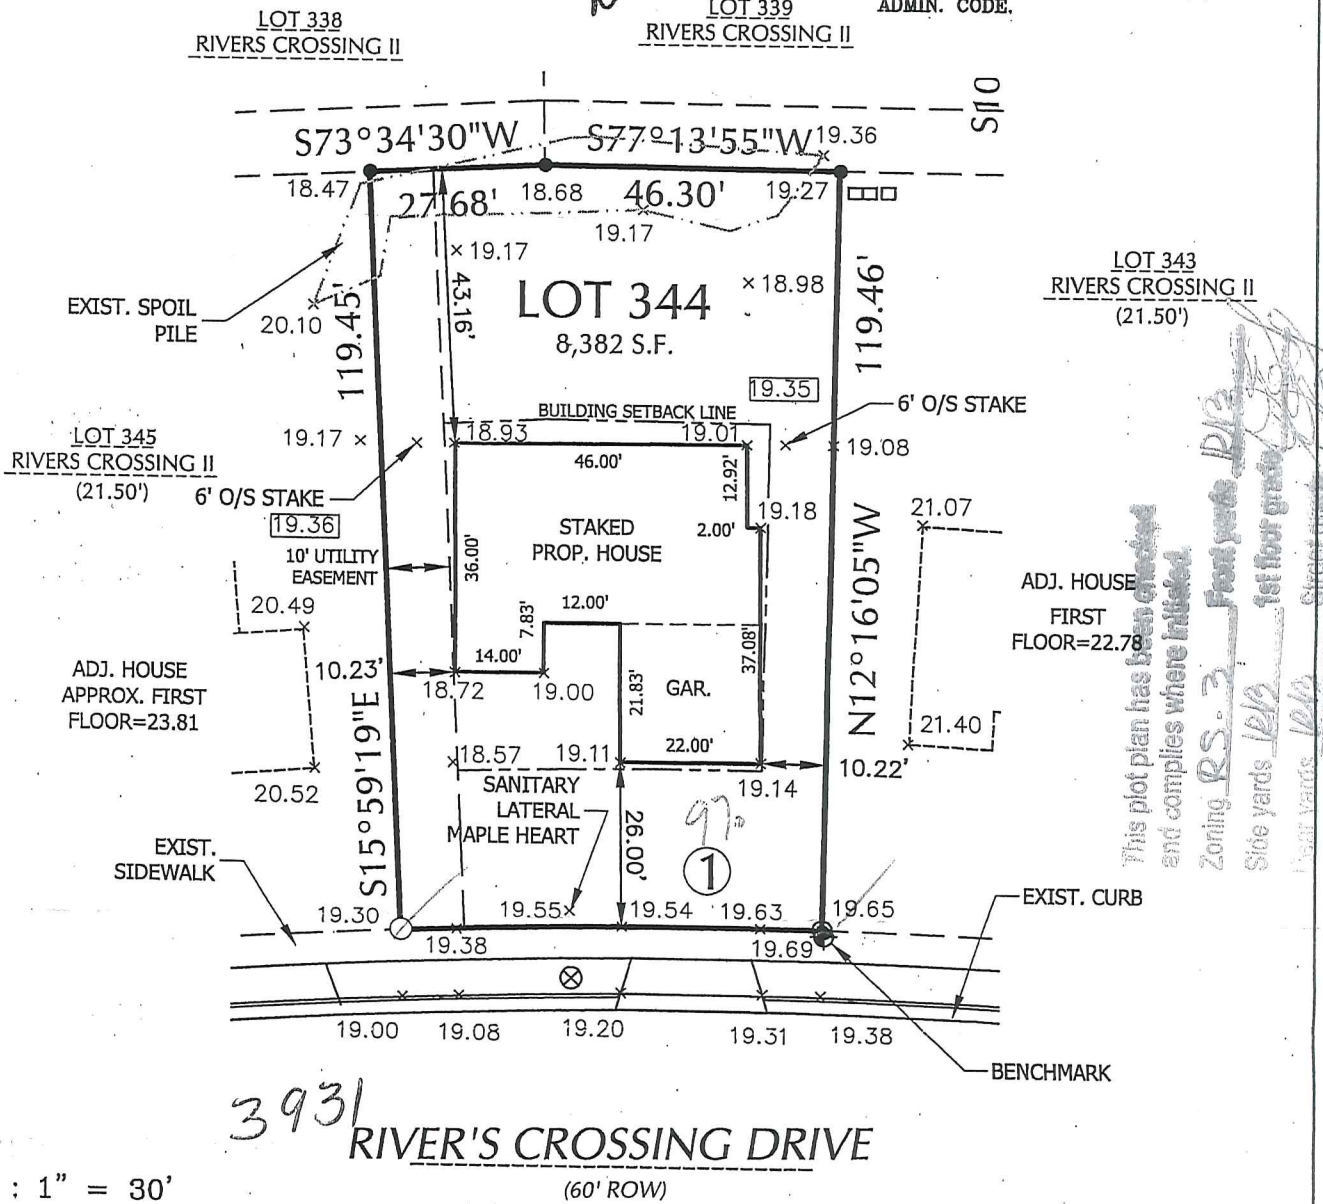 ADMIN. CODE.
LOT 338
RIVERS CROSSING II
LOT 339
RIVERS CROSSING II
S10
S73°34'30"W
S77°13'55"W
19.36
18.47
27.68'
18.68
46.30'
19.27
19.17
19.17
EXIST. SPOIL
PILE
20.10
119.45'
43.16'
LOT 344
8,382 S.F.
18.98
119.46'
LOT 343
RIVERS CROSSING II
(21.50')
19.35
BUILDING SETBACK LINE
6' O/S STAKE
LOT 345
RIVERS CROSSING II
(21.50')
19.17
18.93
19.01
19.08
46.00'
12.92'
6' O/S STAKE
19.36
STAKED
PROP. HOUSE
2.00'
19.18
21.07
10' UTILITY
EASEMENT
36.00'
N12°16'05"W
20.49
12.00'
7.83'
37.08'
ADJ. HOUSE
FIRST
FLOOR=22.78
ADJ. HOUSE
APPROX. FIRST
FLOOR=23.81
10.23'
14.00'
18.72
19.00
21.83'
GAR.
S15°59'19"E
21.40
18.57
19.11
22.00'
10.22'
20.52
19.14
SANITARY
LATERAL
MAPLE HEART
26.00'
1
EXIST.
SIDEWALK
EXIST. CURB
19.30
19.55
19.54
19.63
19.65
19.38
19.69
19.00
19.08
19.20
19.31
19.38
BENCHMARK
3931
RIVER'S CROSSING DRIVE
(60' ROW)
: 1" = 30'
This plot plan has been checked
and complies where initialed
Zoning R.S.-3 Front yards
Side yards 1st floor grade